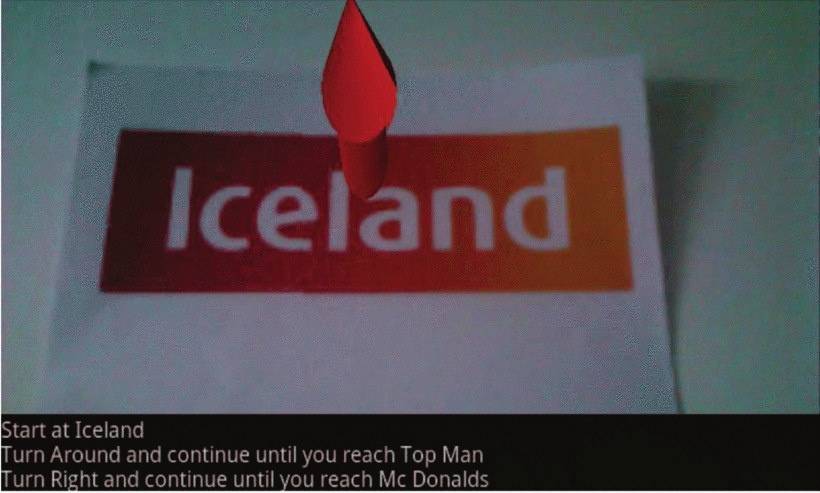 Iceland
Start at Iceland
Turn Around and continue until you reach Top Man
Turn Right and continue until you reach Mc Donalds